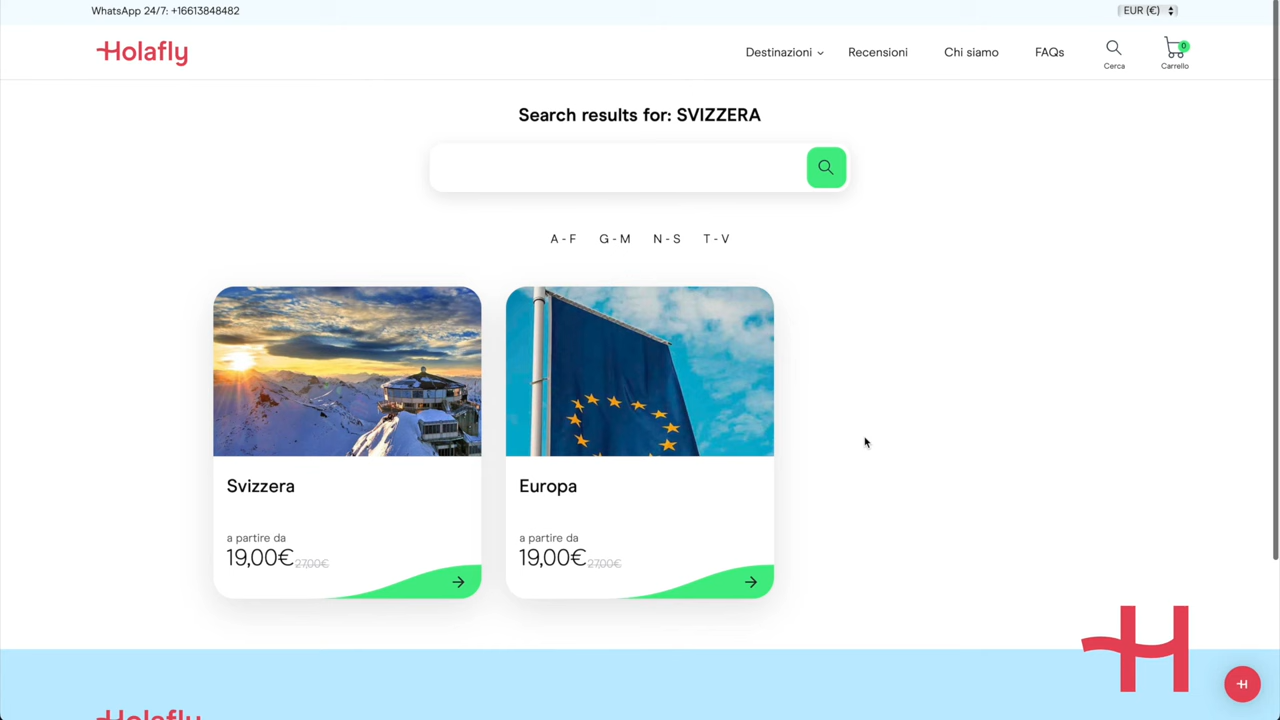 WhatsApp 24/7: +16613848482
EUR (€)
Holafly
Destinazioni
Recensioni
Chi siamo
FAQs
Cerca
0
Carrello
Search results for: SVIZZERA
A - F
G - M
N - S
T - V
Svizzera
a partire da
19,00€ 27,00€
Europa
a partire da
19,00€ 27,00€
H
H
Holafly